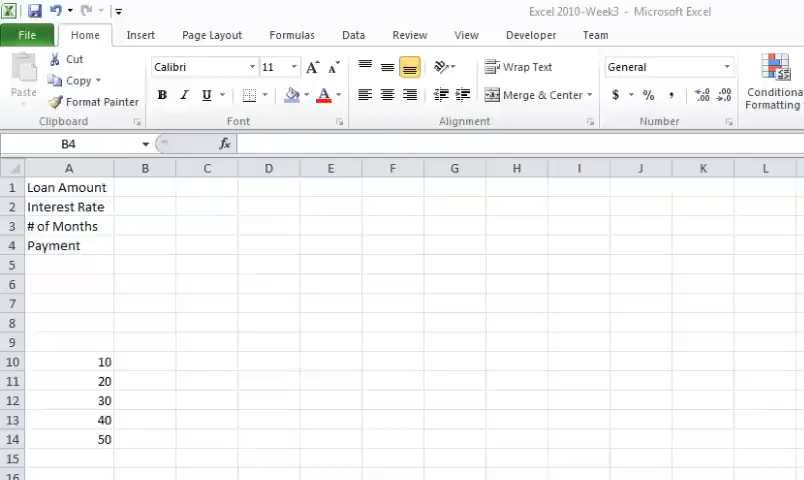 Excel 2010-Week3 - Microsoft Excel
File Home Insert Page Layout Formulas Data Review View Developer Team
Paste
Cut
Copy
Format Painter
Clipboard
Calibri 11
B I U A
Font
Wrap Text
Merge & Center
Alignment
General
$ % ,
Number
Conditiona
Formatting
B4 fx
A B C D E F G H I J K L
1 Loan Amount
2 Interest Rate
3 # of Months
4 Payment
5
6
7
8
9
10 10
11 20
12 30
13 40
14 50
15
16